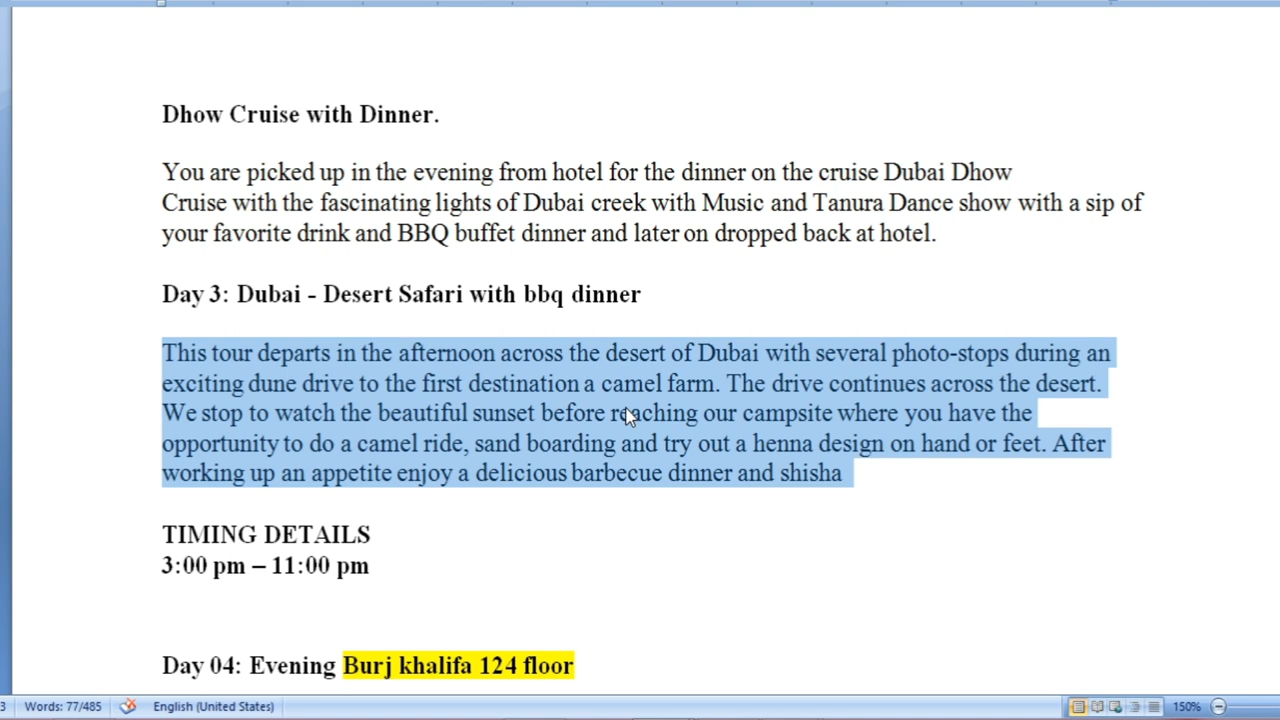 Dhow Cruise with Dinner.
You are picked up in the evening from hotel for the dinner on the cruise Dubai Dhow
Cruise with the fascinating lights of Dubai creek with Music and Tanura Dance show with a sip of
your favorite drink and BBQ buffet dinner and later on dropped back at hotel.
Day 3: Dubai - Desert Safari with bbq dinner
This tour departs in the afternoon across the desert of Dubai with several photo-stops during an
exciting dune drive to the first destination a camel farm. The drive continues across the desert.
We stop to watch the beautiful sunset before reaching our campsite where you have the
opportunity to do a camel ride, sand boarding and try out a henna design on hand or feet. After
working up an appetite enjoy a delicious barbecue dinner and shisha
TIMING DETAILS
3:00 pm – 11:00 pm
Day 04: Evening Burj khalifa 124 floor
3 Words: 77/485 English (United States) 150%